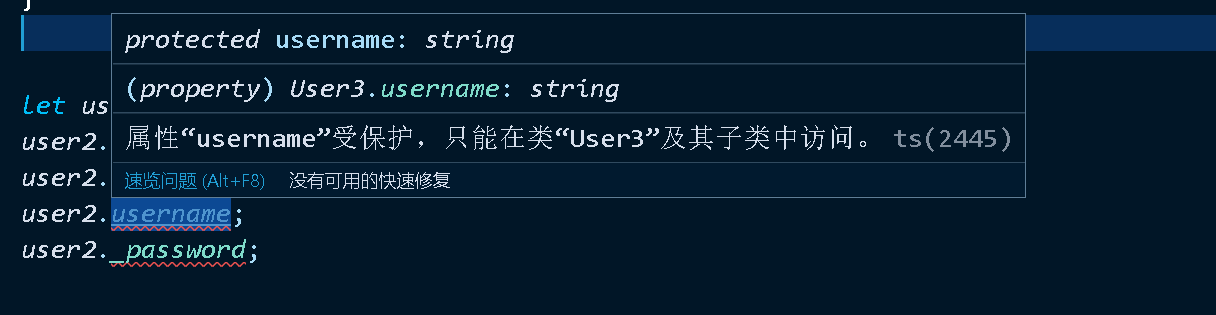 }
protected username: string
(property) User3.username: string
let us
属性“username”受保护，只能在类“User3”及其子类中访问。 ts(2445)
user2.
速览问题 (Alt+F8) 没有可用的快速修复
user2.
user2.username;
user2._password;